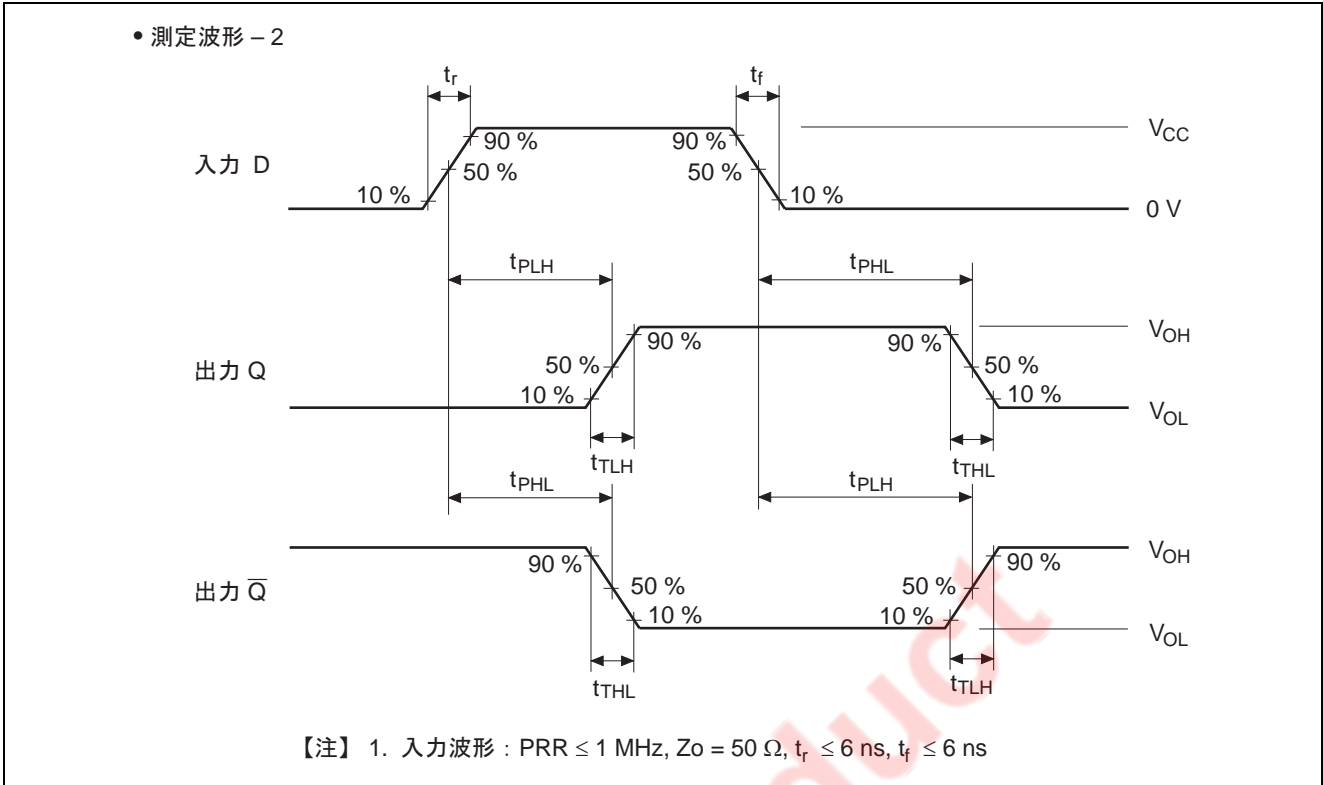 • 測定波形 – 2
tr tf
90 % 90 % VCC
入力 D
50 % 50 %
10 % 10 %
0 V
tPLH tPHL
VOH
90 % 90 %
出力 Q
50 % 50 %
10 % 10 %
VOL
tTLH tTHL
tPHL tPLH
VOH
90 % 90 %
出力 Q̅
50 % 50 %
10 % 10 %
VOL
tTHL tTLH
【注】 1. 入力波形：PRR ≤ 1 MHz, Zo = 50 Ω, tr ≤ 6 ns, tf ≤ 6 ns
duct